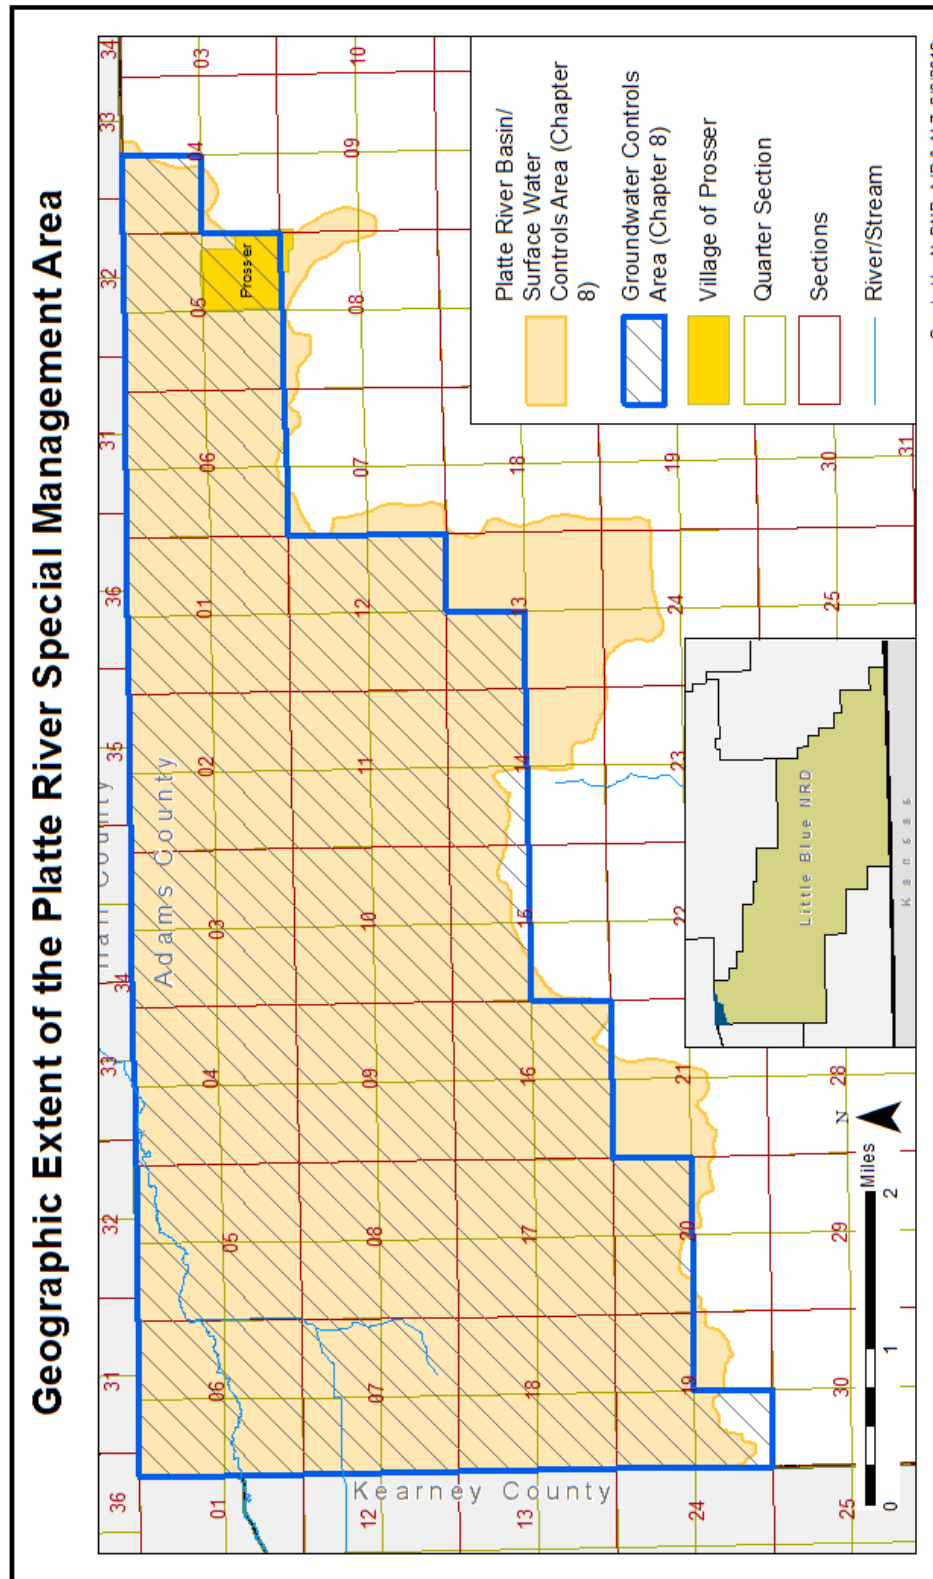 Geographic Extent of the Platte River Special Management Area
36 31 32 33 34 35 36 31 32 33 34
Hall County
Adams County
01 06 05 04 03 02 01 06 05 04 03
Prosser
12 07 08 09 10 11 12 07 08 09 10
Kearney County
13 18 17 16 15 14 13 18
24 19 20 21 22 23 24 19
25 30 29 28 25 30
31
N
Miles
0 1 2
Little Blue NRD
Kansas
Platte River Basin/
Surface Water
Controls Area (Chapter
8)
Groundwater Controls
Area (Chapter 8)
Village of Prosser
Quarter Section
Sections
River/Stream